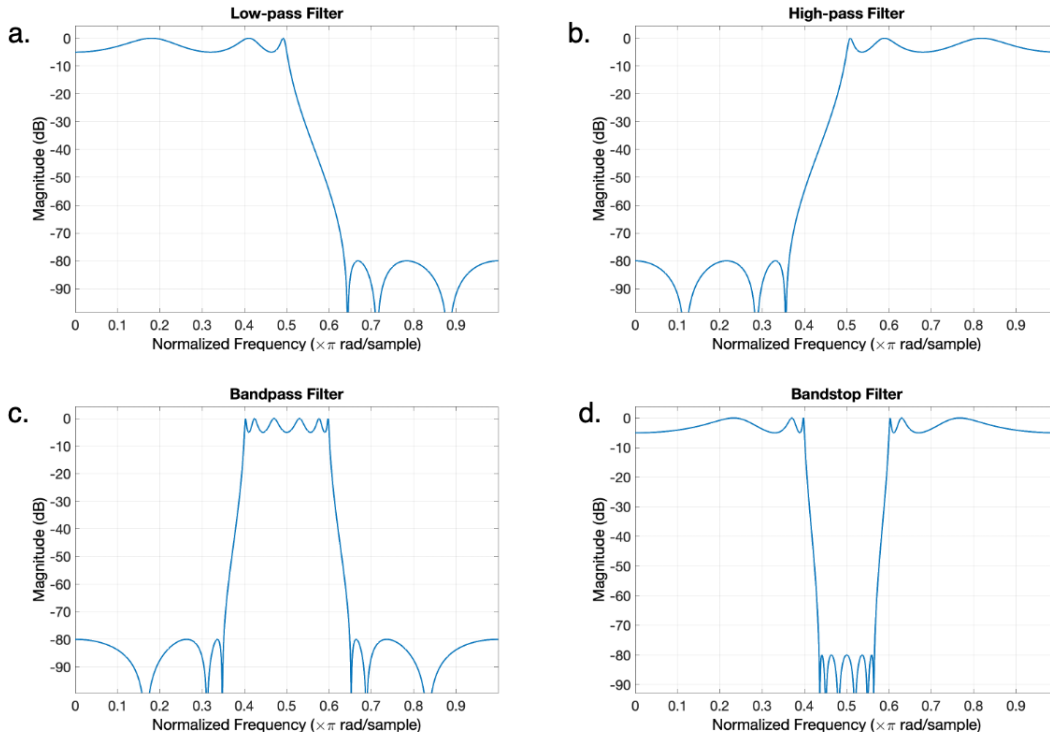 a.
Low-pass Filter
0
-10
-20
-30
-40
-50
-60
-70
-80
-90
Magnitude (dB)
0 0.1 0.2 0.3 0.4 0.5 0.6 0.7 0.8 0.9
Normalized Frequency (×π rad/sample)
b.
High-pass Filter
0
-10
-20
-30
-40
-50
-60
-70
-80
-90
Magnitude (dB)
0 0.1 0.2 0.3 0.4 0.5 0.6 0.7 0.8 0.9
Normalized Frequency (×π rad/sample)
c.
Bandpass Filter
0
-10
-20
-30
-40
-50
-60
-70
-80
-90
Magnitude (dB)
0 0.1 0.2 0.3 0.4 0.5 0.6 0.7 0.8 0.9
Normalized Frequency (×π rad/sample)
d.
Bandstop Filter
0
-10
-20
-30
-40
-50
-60
-70
-80
-90
Magnitude (dB)
0 0.1 0.2 0.3 0.4 0.5 0.6 0.7 0.8 0.9
Normalized Frequency (×π rad/sample)